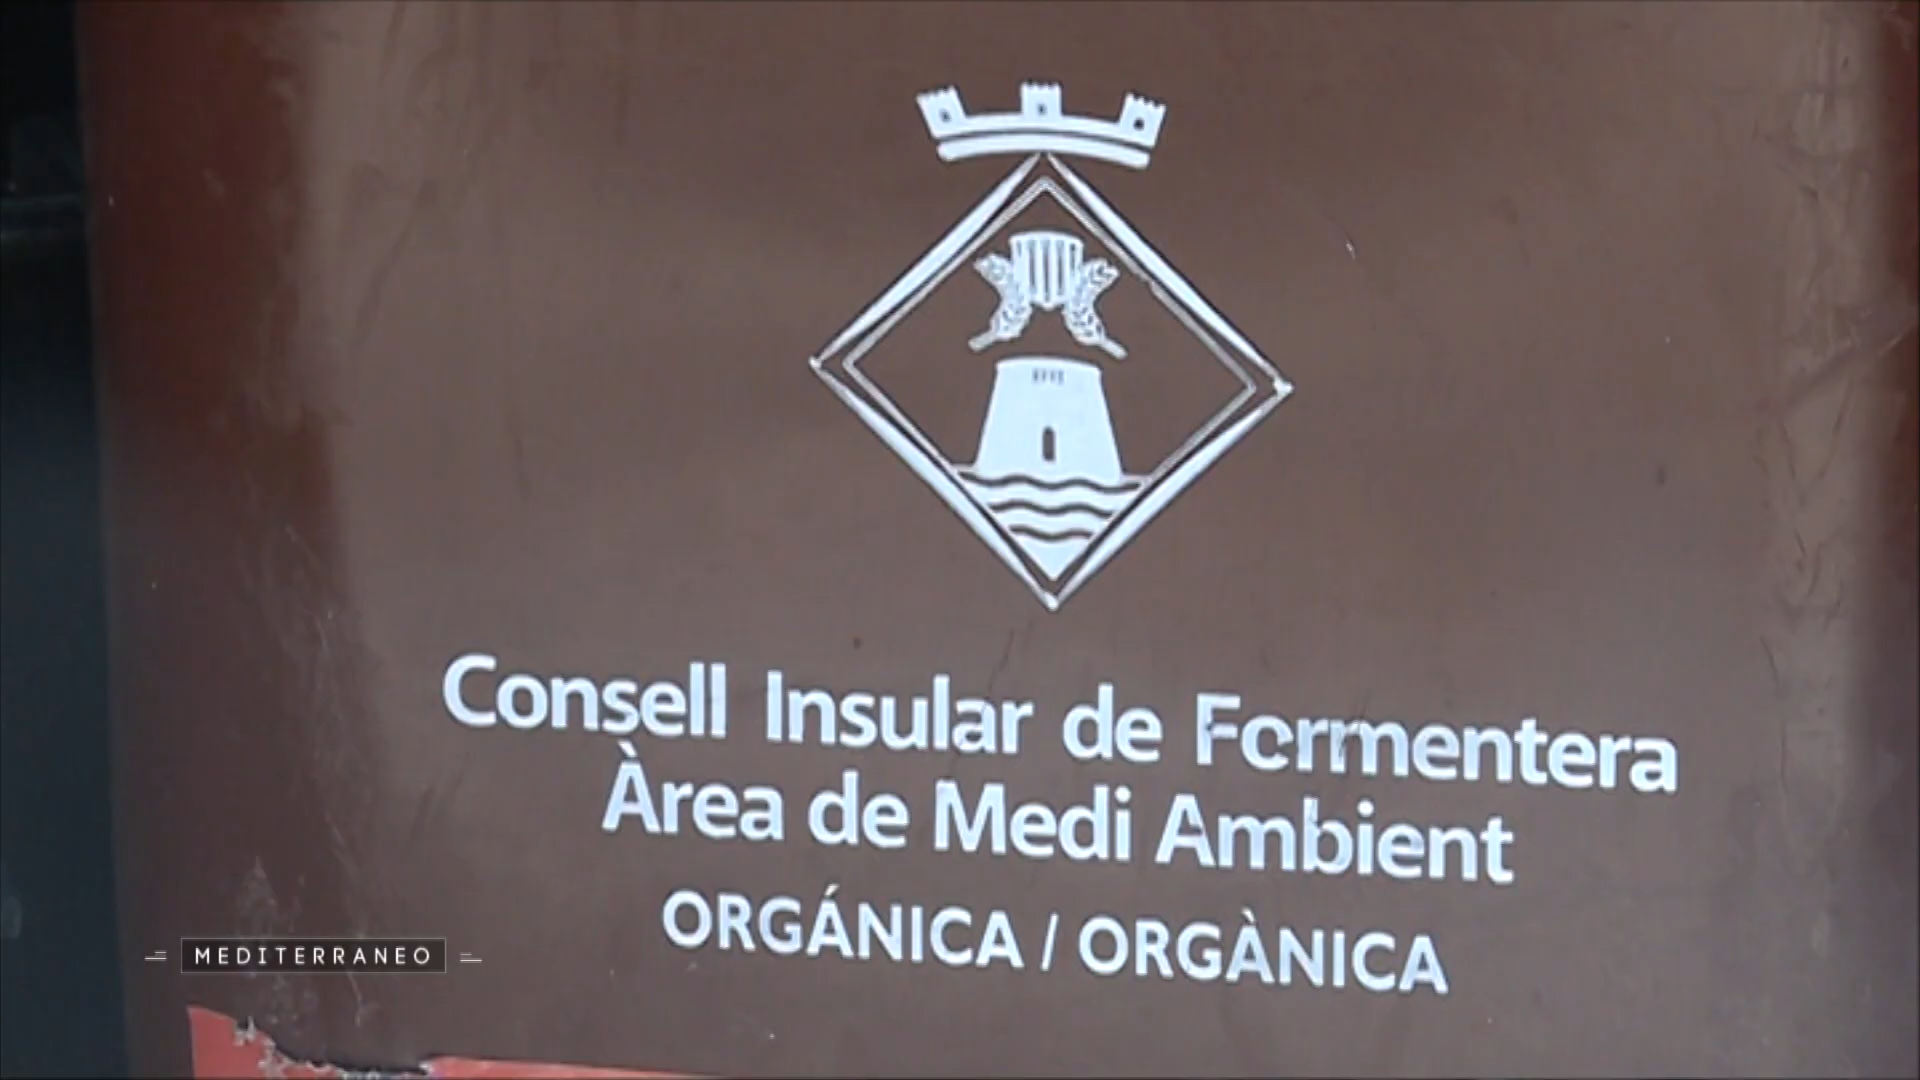 Consell Insular de Formentera
Àrea de Medi Ambient
ORGÁNICA / ORGÀNICA
MEDITERRANEO